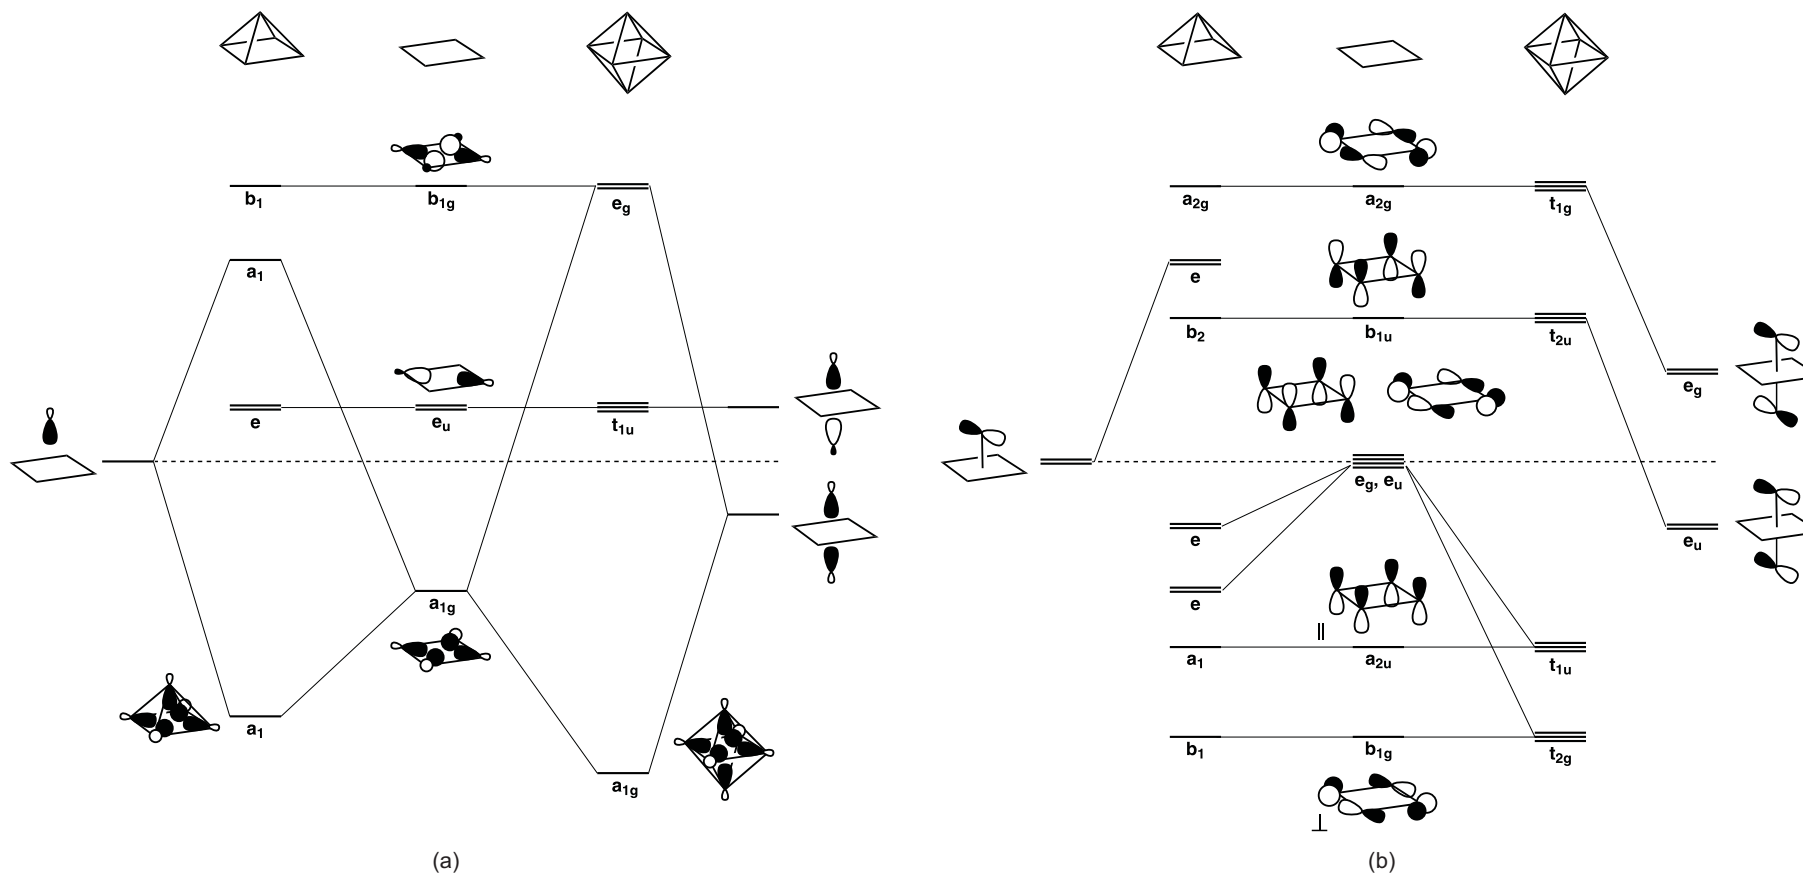 b1
b1g
eg
a1
e
eu
t1u
a1g
a1
a1g
(a)
a2g
a2g
t1g
e
b2
b1u
t2u
eg
eg, eu
e
eu
e
||
a1
a2u
t1u
b1
b1g
t2g
⊥
(b)